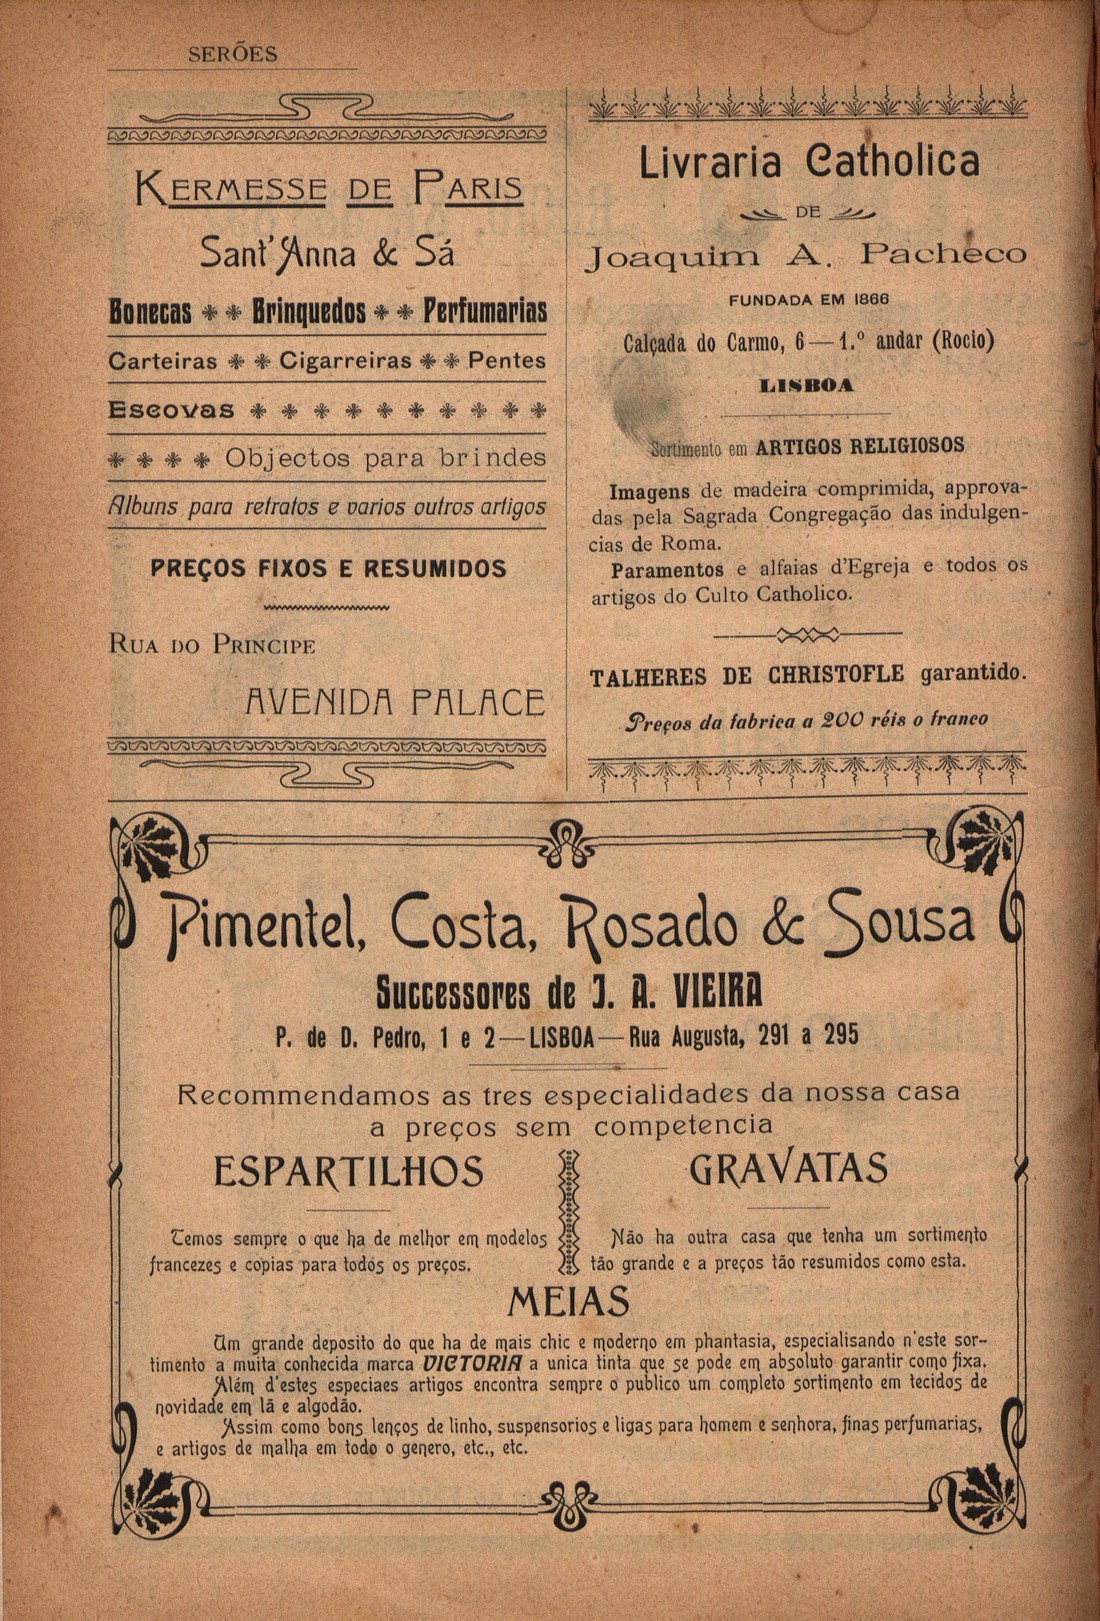 SERÕES
KERMESSE DE PARIS
Sant'Anna & Sá
Bonecas * * Brinquedos * * Perfumarias
Carteiras * * Cigarreiras * * Pentes
Escovas * * * * * * * * * *
* * * * Objectos para brindes
Albuns para retratos e varios outros artigos
PREÇOS FIXOS E RESUMIDOS
RUA DO PRINCIPE
AVENIDA PALACE
Livraria Catholica
DE
Joaquim A. Pacheco
FUNDADA EM 1866
Calçada do Carmo, 6—1.º andar (Rocio)
LISBOA
Sortimento em ARTIGOS RELIGIOSOS
Imagens de madeira comprimida, approva-
das pela Sagrada Congregação das indulgen-
cias de Roma.
Paramentos e alfaias d'Egreja e todos os
artigos do Culto Catholico.
TALHERES DE CHRISTOFLE garantido.
Preços da fabrica a 200 réis o franco
Pimentel, Costa, Rosado & Sousa
Successores de J. A. VIEIRA
P. de D. Pedro, 1 e 2—LISBOA—Rua Augusta, 291 a 295
Recommendamos as tres especialidades da nossa casa
a preços sem competencia
ESPARTILHOS
Temos sempre o que ha de melhor em modelos
francezes e copias para todos os preços.
GRAVATAS
Não ha outra casa que tenha um sortimento
tão grande e a preços tão resumidos como esta.
MEIAS
Um grande deposito do que ha de mais chic e moderno em phantasia, especialisando n'este sor-
timento a muita conhecida marca VICTORIA a unica tinta que se pode em absoluto garantir como fixa.
Além d'estes especiaes artigos encontra sempre o publico um completo sortimento em tecidos de
novidade em lã e algodão.
Assim como bons lenços de linho, suspensorios e ligas para homem e senhora, finas perfumarias,
e artigos de malha em todo o genero, etc., etc.